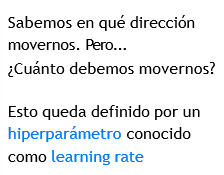 Sabemos en qué dirección
movernos. Pero...
¿Cuánto debemos movernos?
Esto queda definido por un
hiperparámetro conocido
como learning rate